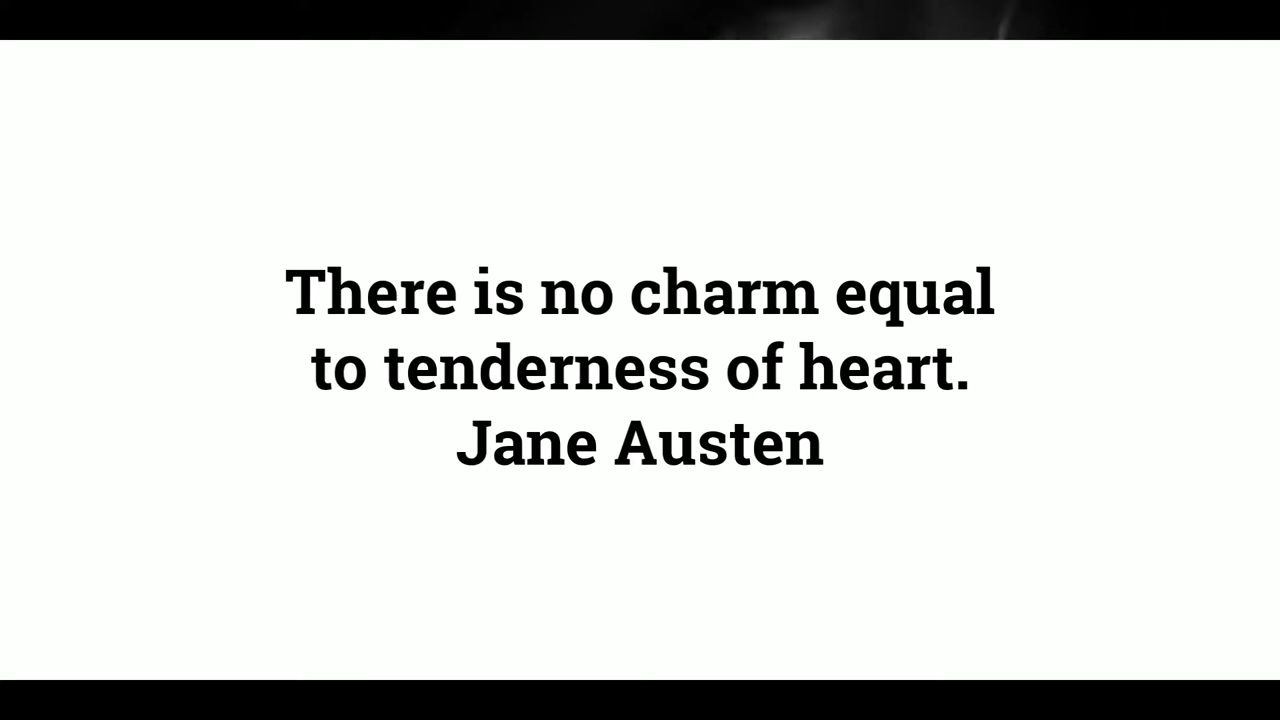 There is no charm equal
to tenderness of heart.
Jane Austen